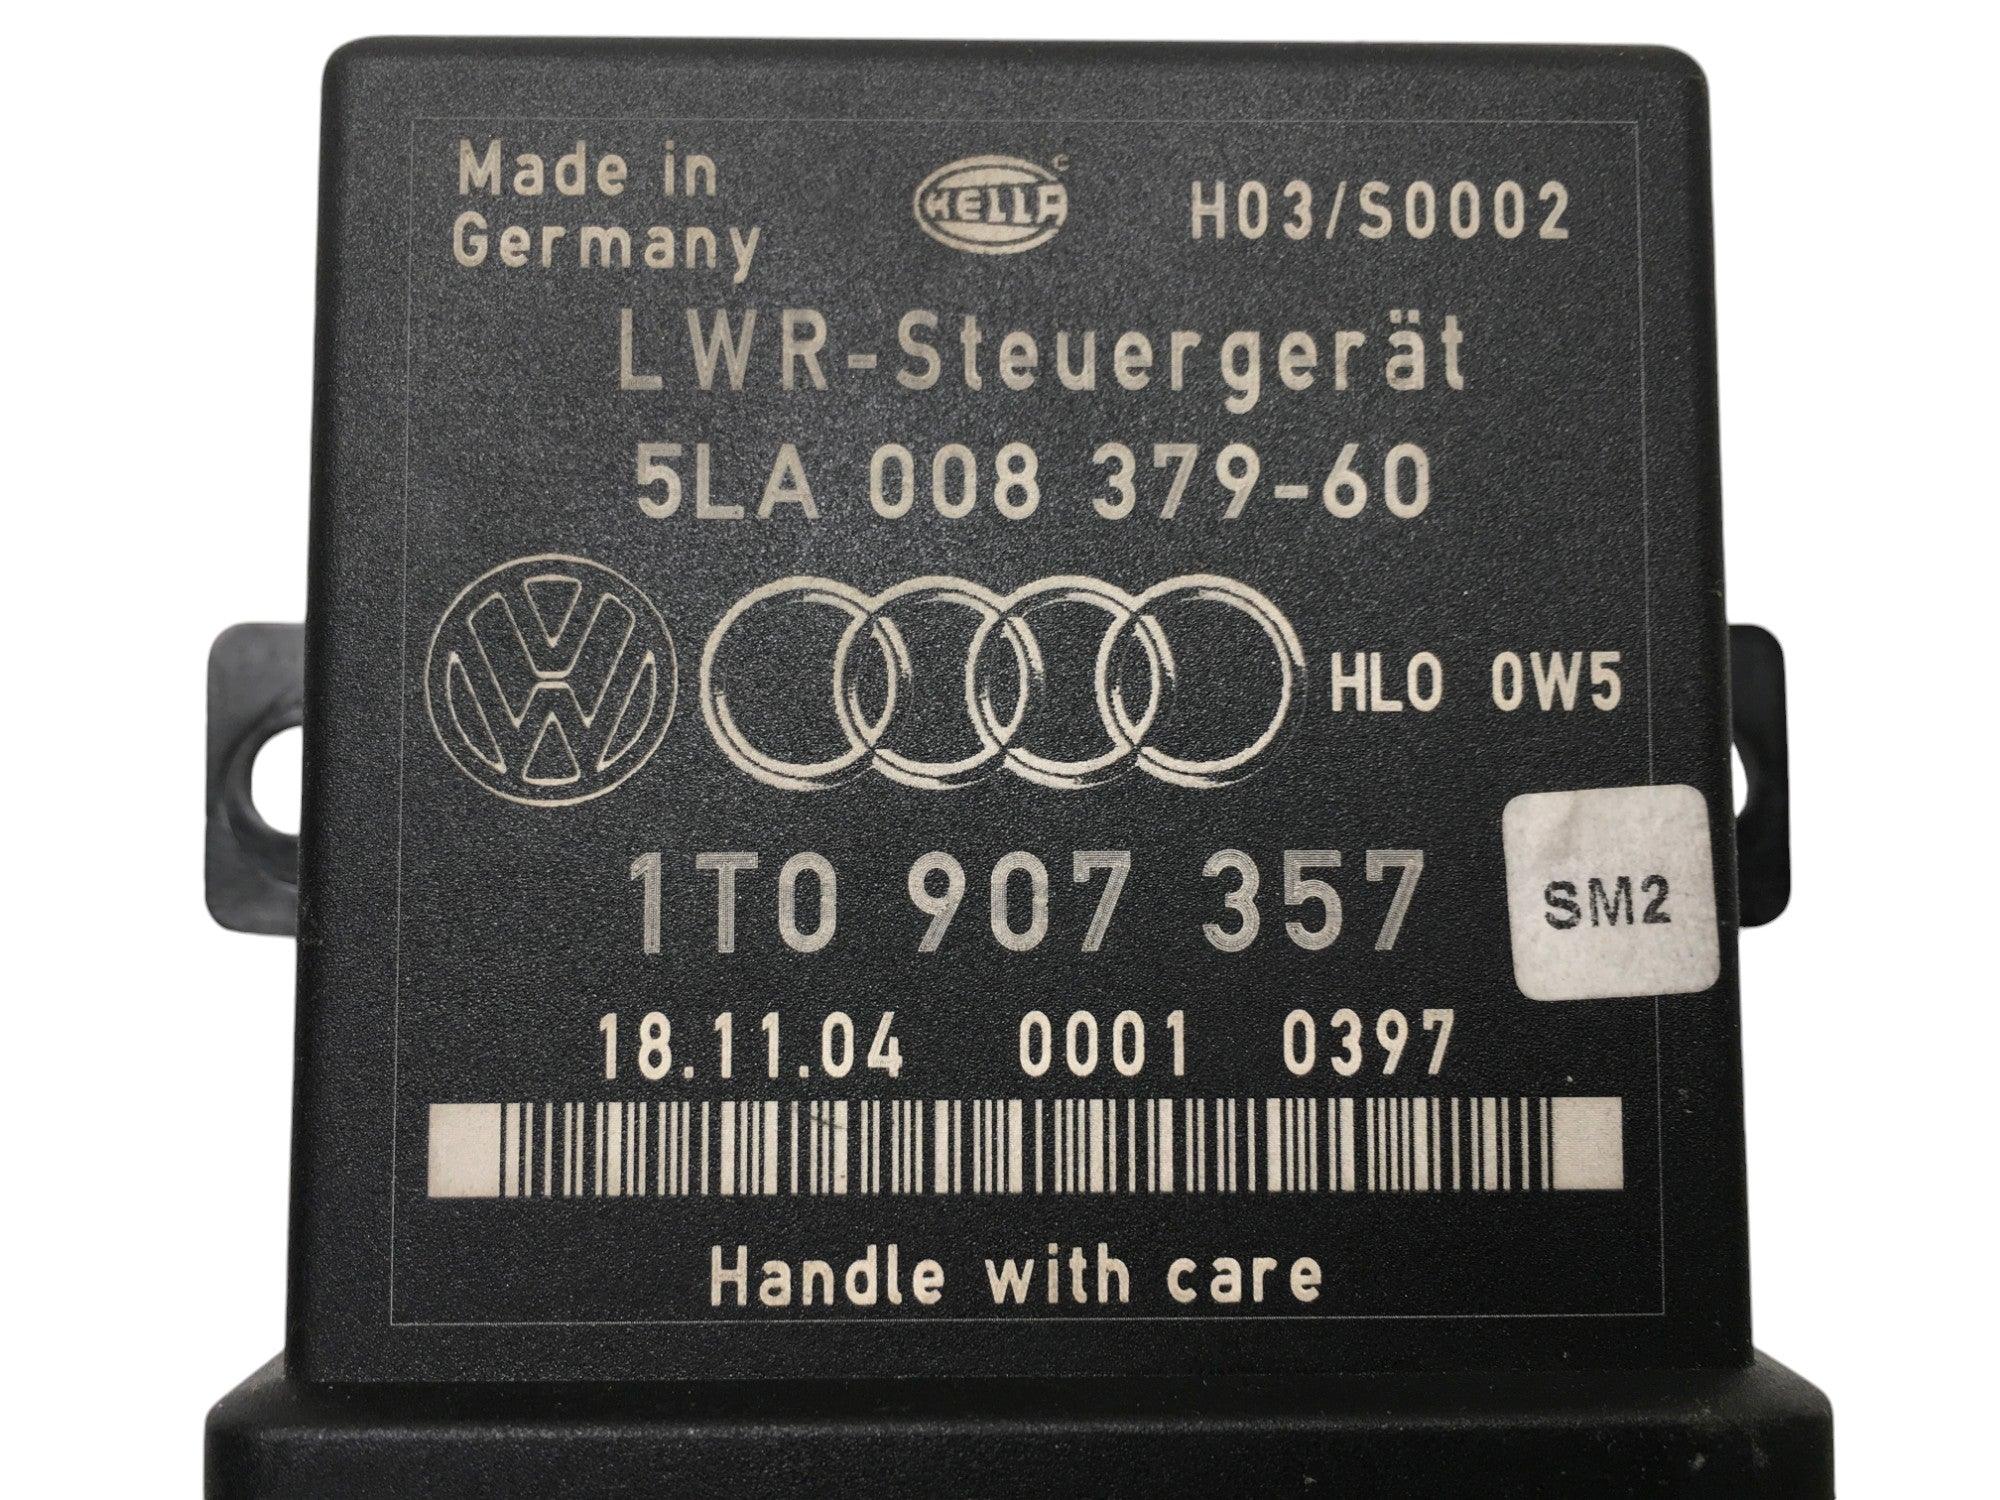 Made in
Germany
HELLA
H03/S0002
LWR-Steuergerät
5LA 008 379-60
HLO 0W5
1T0 907 357
SM2
18.11.04 0001 0397
Handle with care